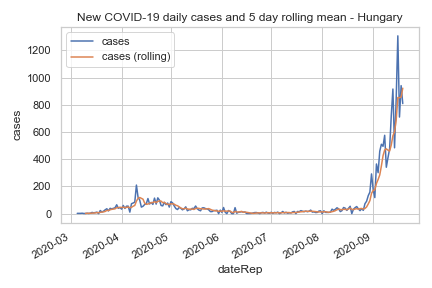 New COVID-19 daily cases and 5 day rolling mean - Hungary
cases
cases (rolling)
1200
1000
800
600
400
200
0
cases
2020-03
2020-04
2020-05
2020-06
2020-07
2020-08
2020-09
dateRep